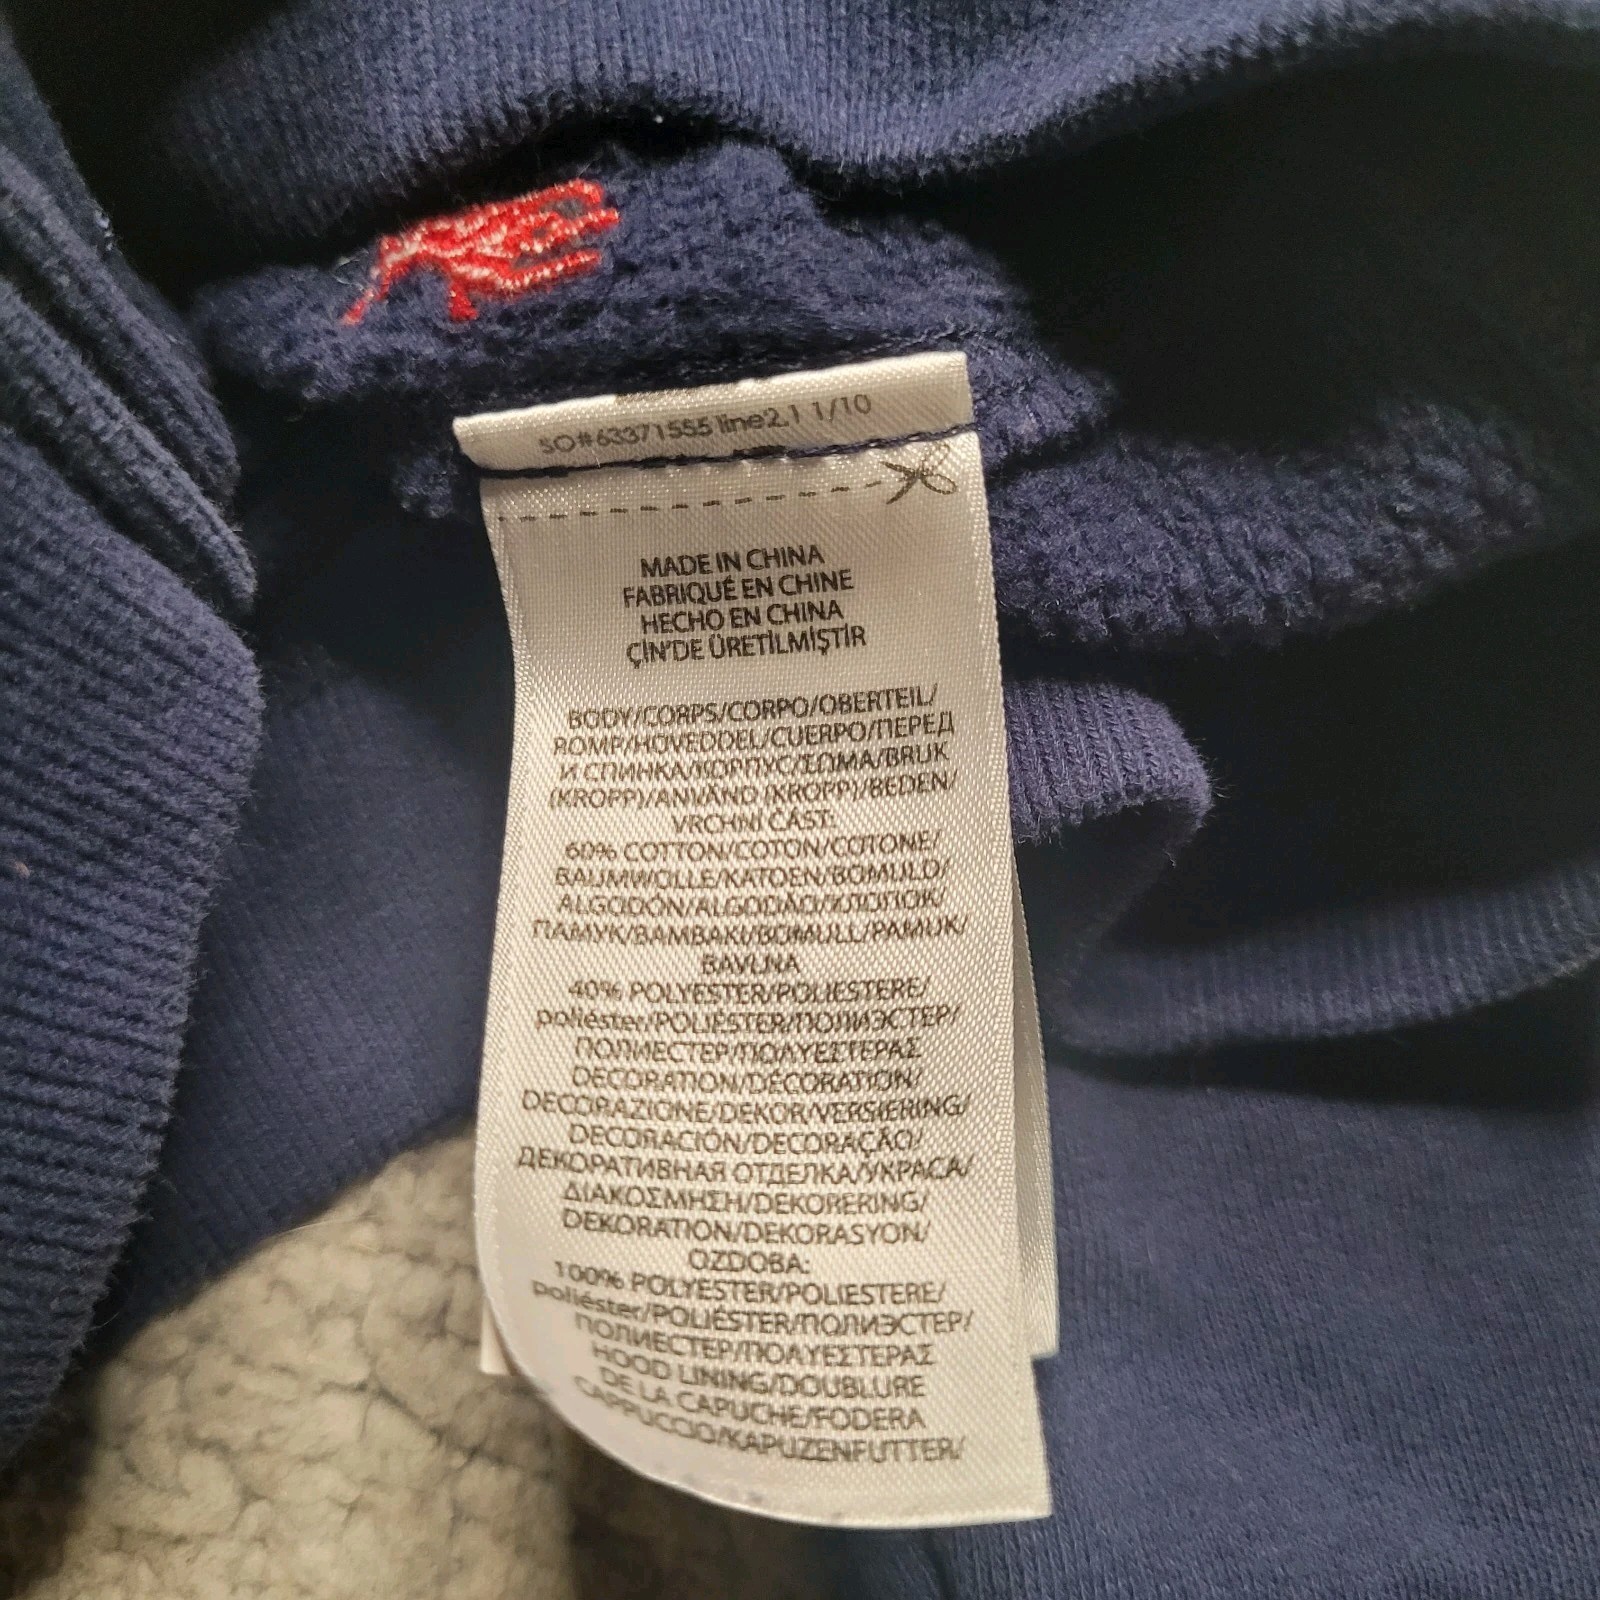 SO#63371555 line2.1 1/10
MADE IN CHINA
FABRIQUÉ EN CHINE
HECHO EN CHINA
ÇİN'DE ÜRETİLMİŞTİR
BODY/CORPS/CORPO/OBERTEIL/
ROMP/HOVEDDEL/CUERPO/ПЕРЕД
И СПИНКА/КОРПУС/ΣΩΜΑ/BRUK
(KROPP)/ANVÄND (KROPP)/BEDEN/
VRCHNÍ ČÁST:
60% COTTON/COTON/COTONE/
BAUMWOLLE/KATOEN/BOMULD/
ALGODÓN/ALGODÃO/ХЛОПОК/
ПАМУК/BAMBAKI/BOMULL/PAMUK/
BAVLNA
40% POLYESTER/POLIESTERE/
poliéster/POLIÉSTER/ПОЛИЭСТЕР/
ПОЛИЕСТЕР/ΠΟΛΥΕΣΤΕΡΑΣ
DECORATION/DÉCORATION/
DECORAZIONE/DEKOR/VERSIERING/
DECORACIÓN/DECORAÇÃO/
ДЕКОРАТИВНАЯ ОТДЕЛКА/УКРАСА/
ΔΙΑΚΟΣΜΗΣΗ/DEKORERING/
DEKORATION/DEKORASYON/
OZDOBA:
100% POLYESTER/POLIESTERE/
poliéster/POLIÉSTER/ПОЛИЭСТЕР/
ПОЛИЕСТЕР/ΠΟΛΥΕΣΤΕΡΑΣ
HOOD LINING/DOUBLURE
DE LA CAPUCHE/FODERA
CAPPUCCIO/KAPUZENFUTTER/